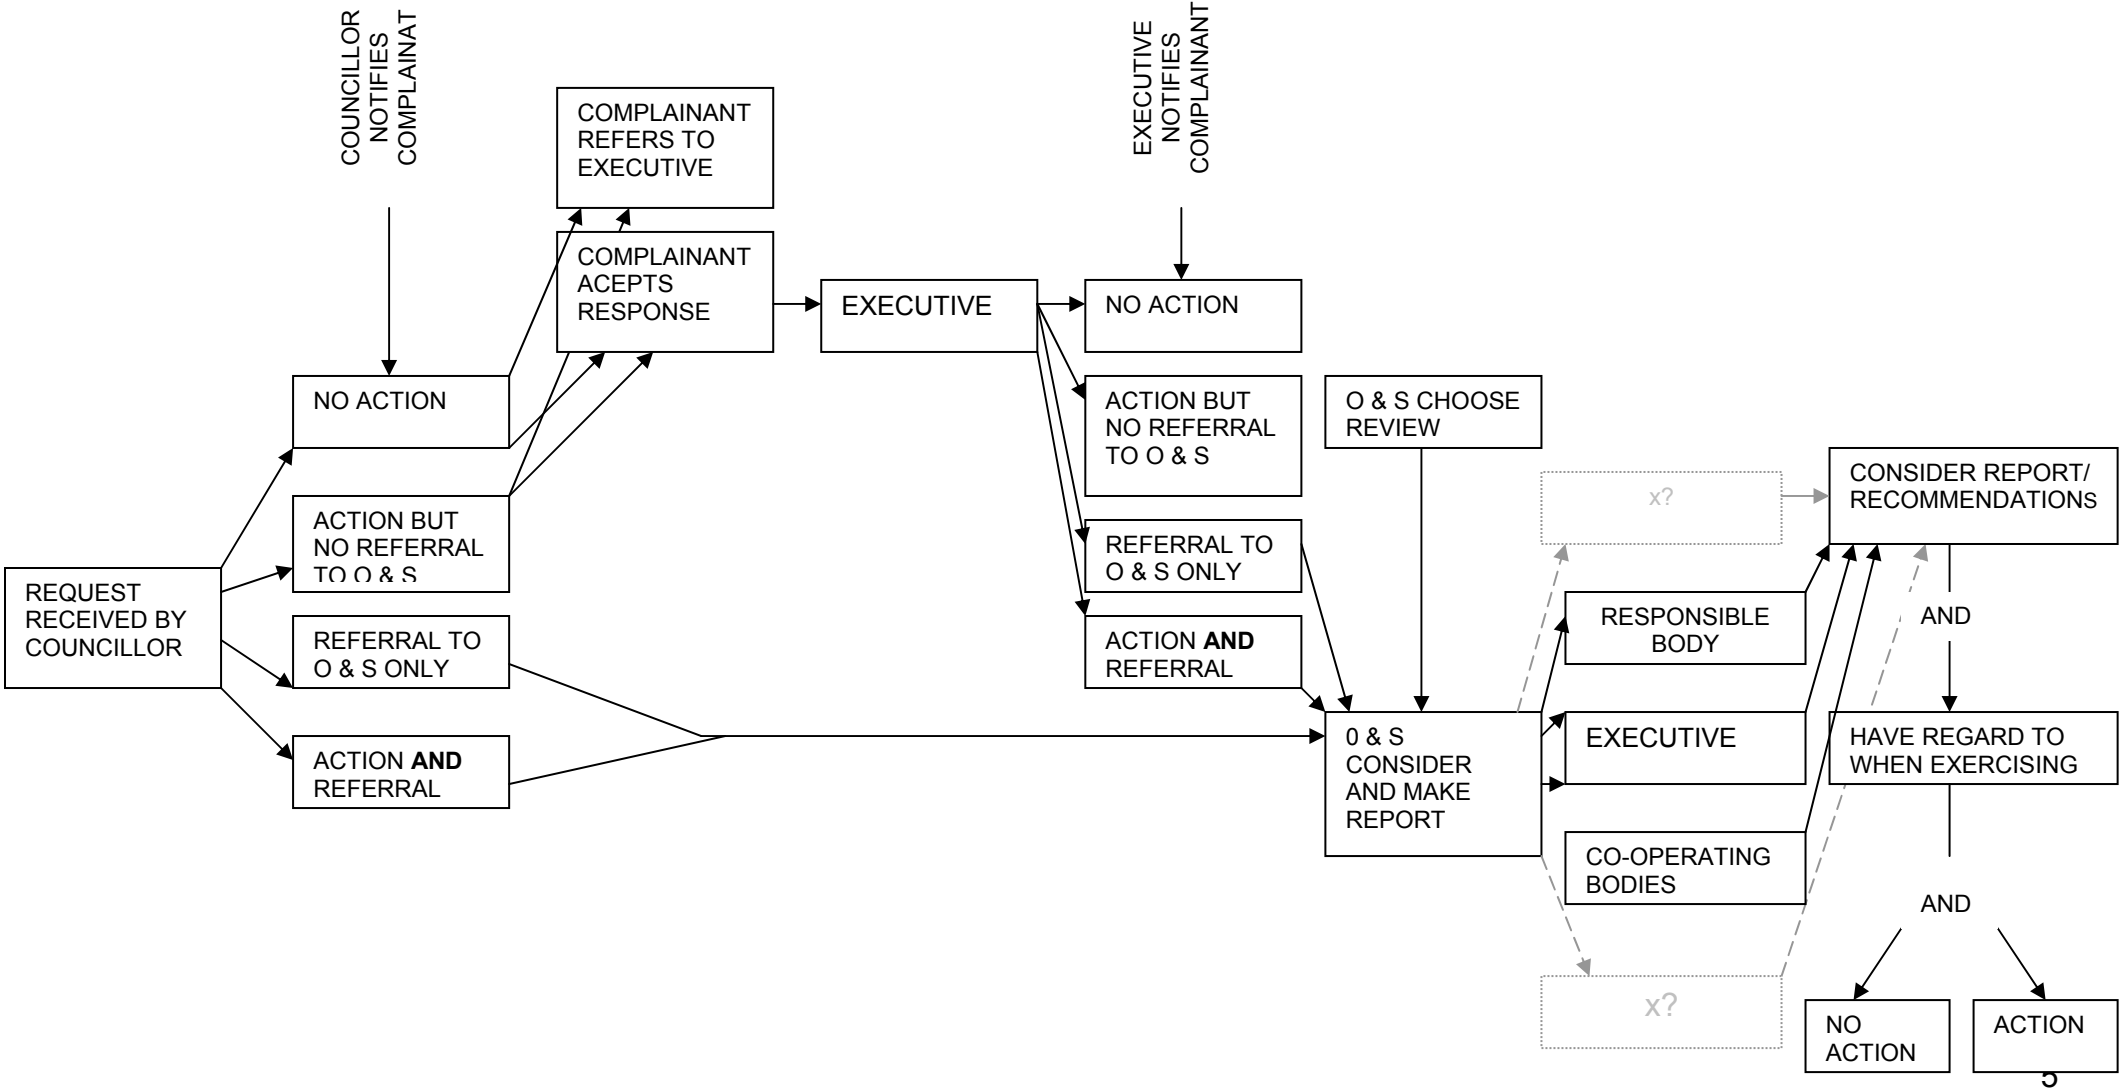 COUNCILLOR
NOTIFIES
COMPLAINAT
EXECUTIVE
NOTIFIES
COMPLAINANT
COMPLAINANT
REFERS TO
EXECUTIVE
COMPLAINANT
ACEPTS
RESPONSE
EXECUTIVE
NO ACTION
NO ACTION
ACTION BUT
NO REFERRAL
TO O & S
O & S CHOOSE
REVIEW
CONSIDER REPORT/
RECOMMENDATIONS
x?
ACTION BUT
NO REFERRAL
TO O & S
REFERRAL TO
O & S ONLY
REQUEST
RECEIVED BY
COUNCILLOR
RESPONSIBLE
BODY
AND
REFERRAL TO
O & S ONLY
ACTION AND
REFERRAL
ACTION AND
REFERRAL
0 & S
CONSIDER
AND MAKE
REPORT
EXECUTIVE
HAVE REGARD TO
WHEN EXERCISING
CO-OPERATING
BODIES
AND
x?
NO
ACTION
ACTION
5